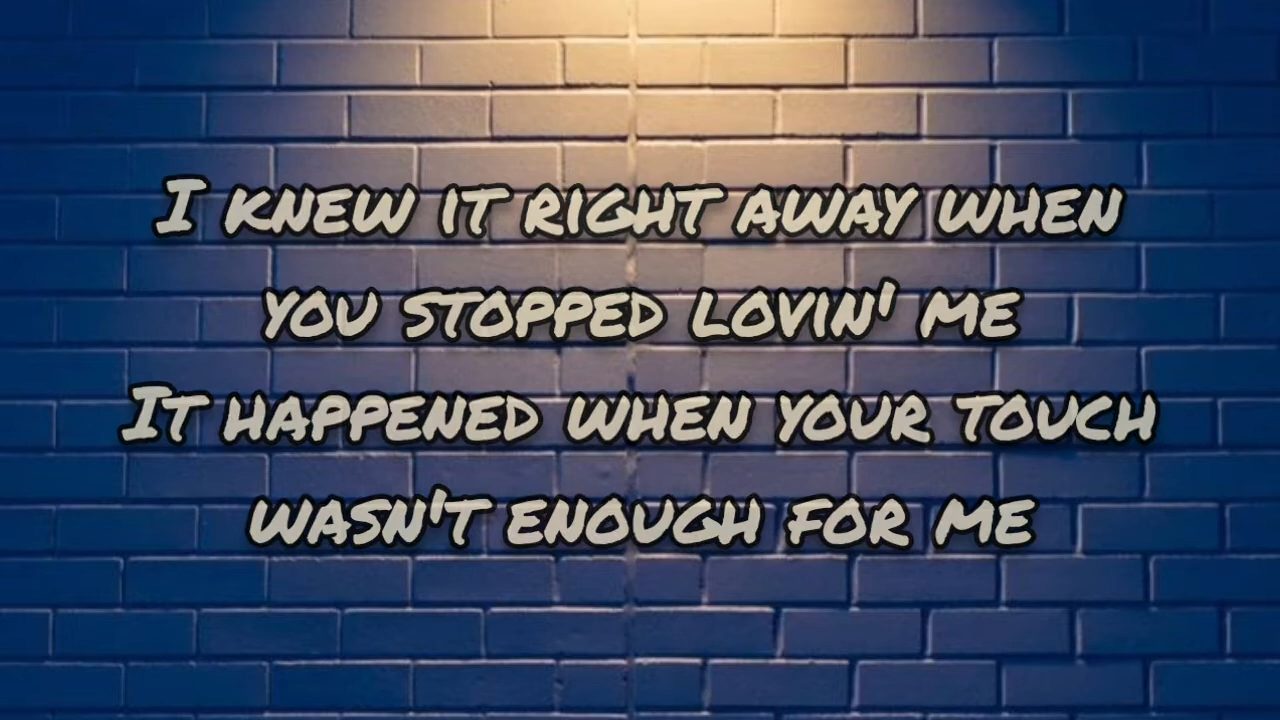 I knew it right away when
you stopped lovin' me
It happened when your touch
wasn't enough for me